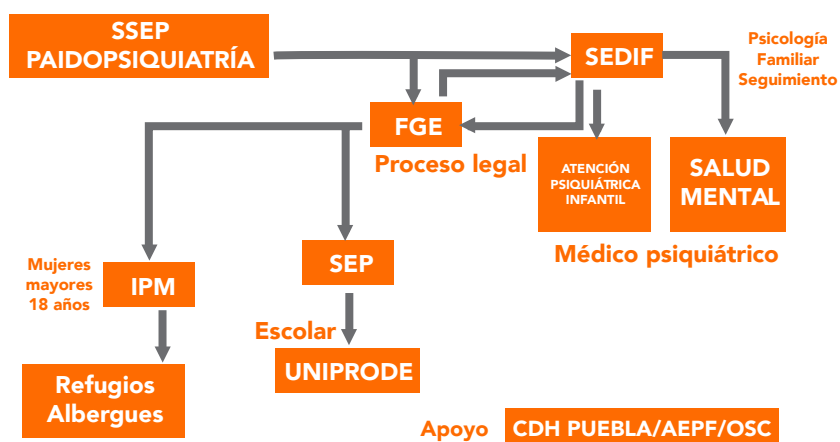 SSEP
PAIDOPSIQUIATRÍA
SEDIF
Psicología
Familiar
Seguimiento
FGE
Proceso legal
ATENCIÓN
PSIQUIÁTRICA
INFANTIL
SALUD
MENTAL
Médico psiquiátrico
Mujeres
mayores
18 años
IPM
SEP
Escolar
UNIPRODE
Refugios
Albergues
Apoyo
CDH PUEBLA/AEPF/OSC